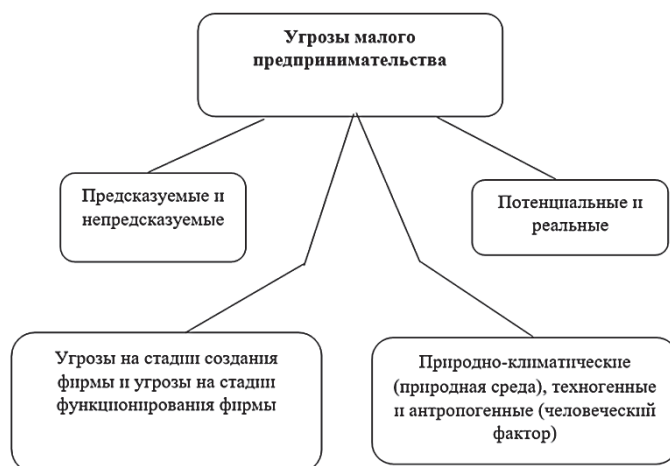 Угрозы малого
предпринимательства
Предсказуемые и
непредсказуемые
Потенциальные и
реальные
Угрозы на стадии создания
фирмы и угрозы на стадии
функционирования фирмы
Природно-климатические
(природная среда), техногенные
и антропогенные (человеческий
фактор)